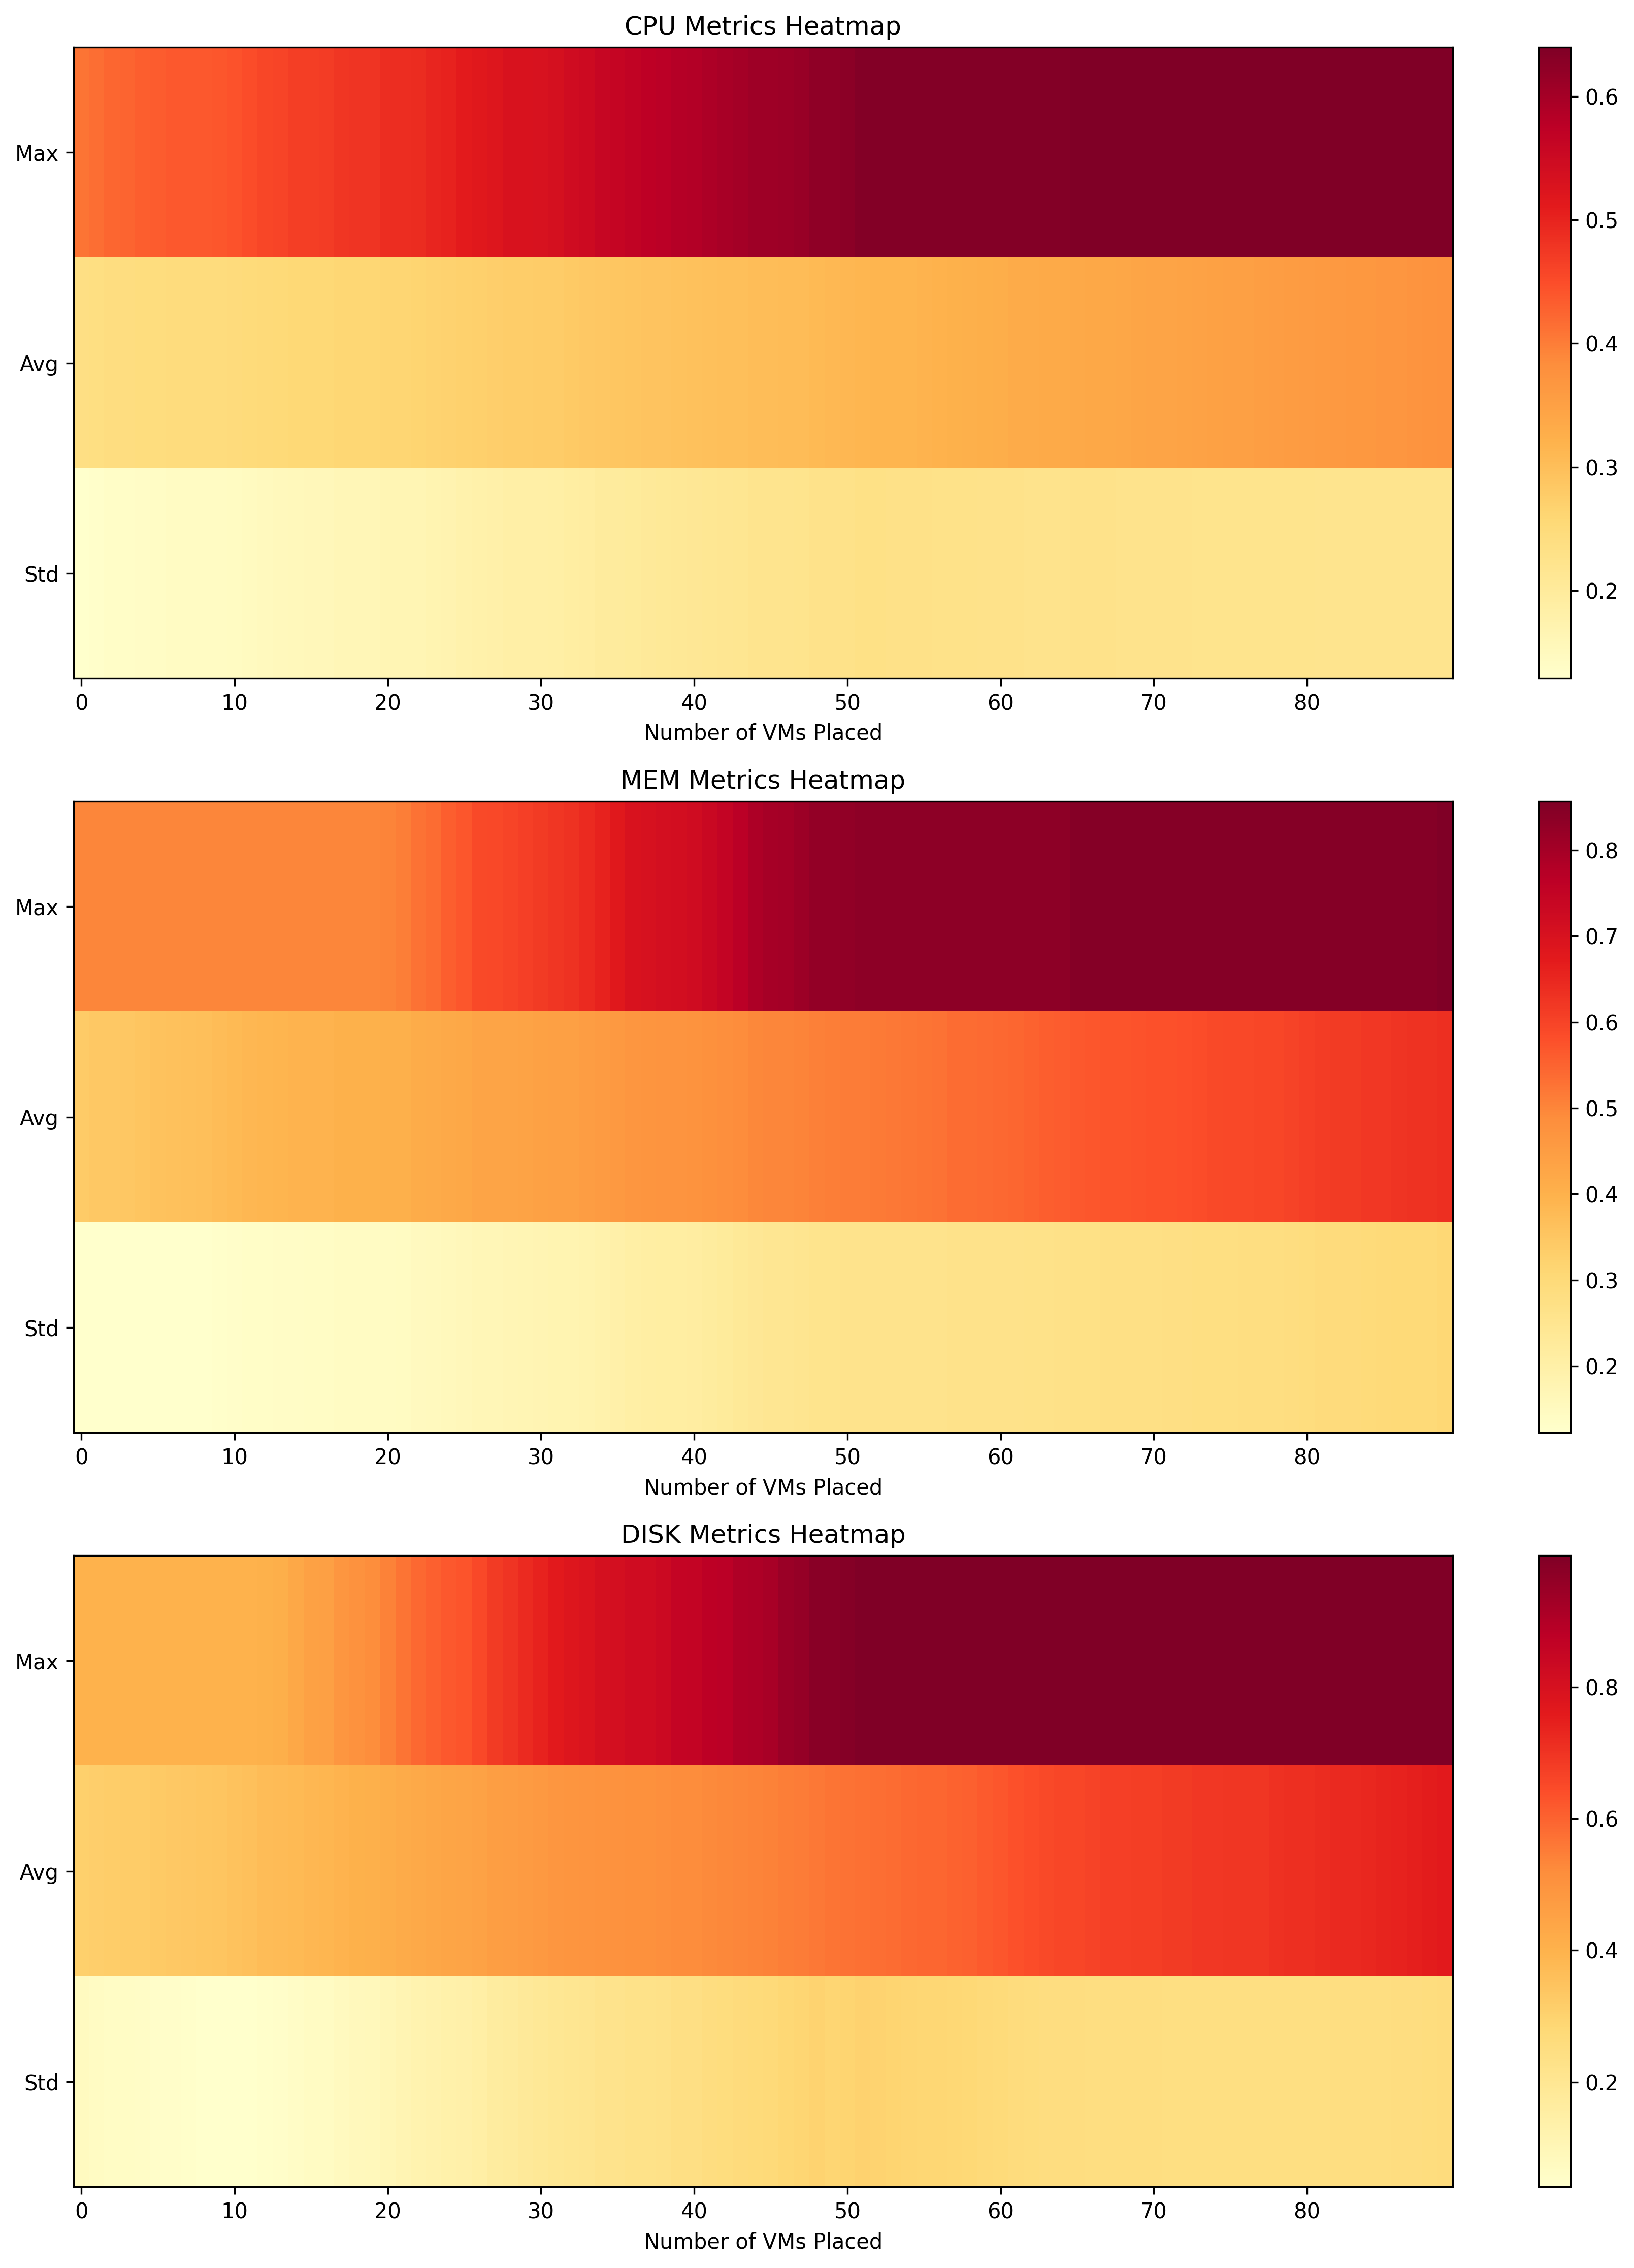 CPU Metrics Heatmap
Max
Avg
Std
0 10 20 30 40 50 60 70 80
Number of VMs Placed
0.6
0.5
0.4
0.3
0.2
MEM Metrics Heatmap
Max
Avg
Std
0 10 20 30 40 50 60 70 80
Number of VMs Placed
0.8
0.7
0.6
0.5
0.4
0.3
0.2
DISK Metrics Heatmap
Max
Avg
Std
0 10 20 30 40 50 60 70 80
Number of VMs Placed
0.8
0.6
0.4
0.2